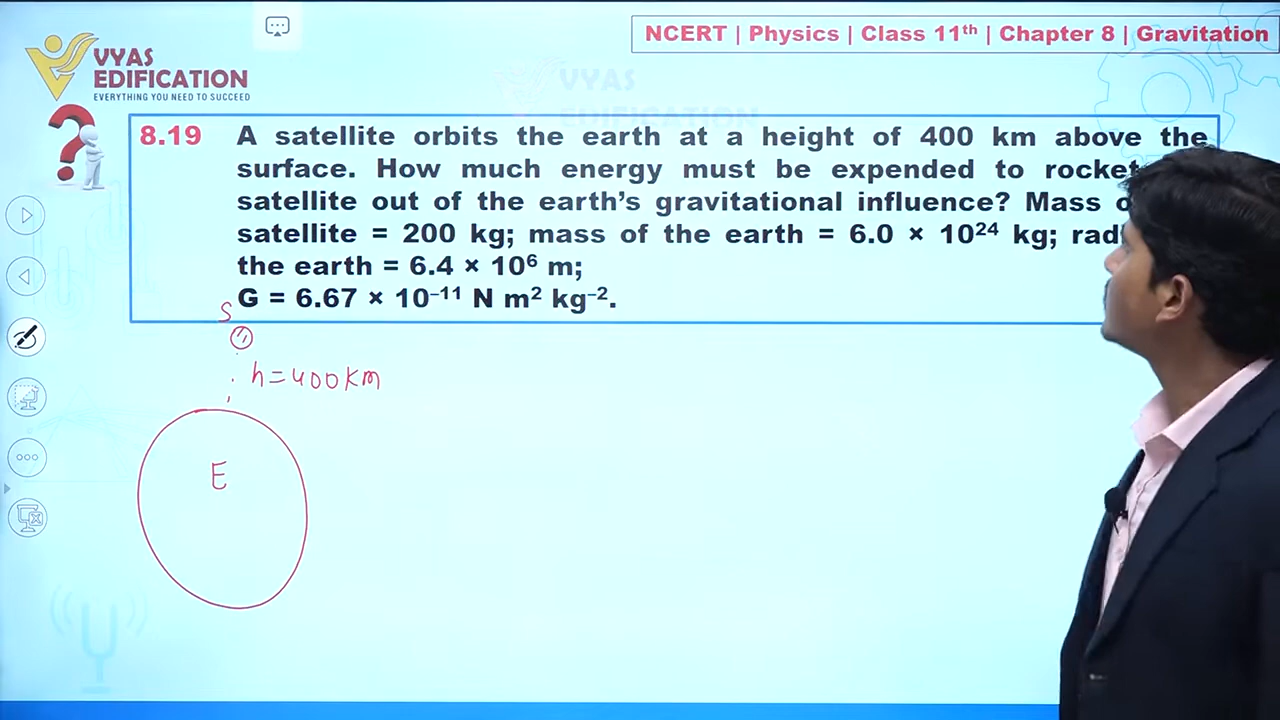 NCERT | Physics | Class 11th | Chapter 8 | Gravitation
VYAS
EDIFICATION
EVERYTHING YOU NEED TO SUCCEED
VYAS
EDIFICATION
8.19 A satellite orbits the earth at a height of 400 km above the
surface. How much energy must be expended to rocket
satellite out of the earth's gravitational influence? Mass
satellite = 200 kg; mass of the earth = 6.0 × 10²⁴ kg;
the earth = 6.4 × 10⁶ m;
G = 6.67 × 10⁻¹¹ N m² kg⁻².
S
h=400KM
E